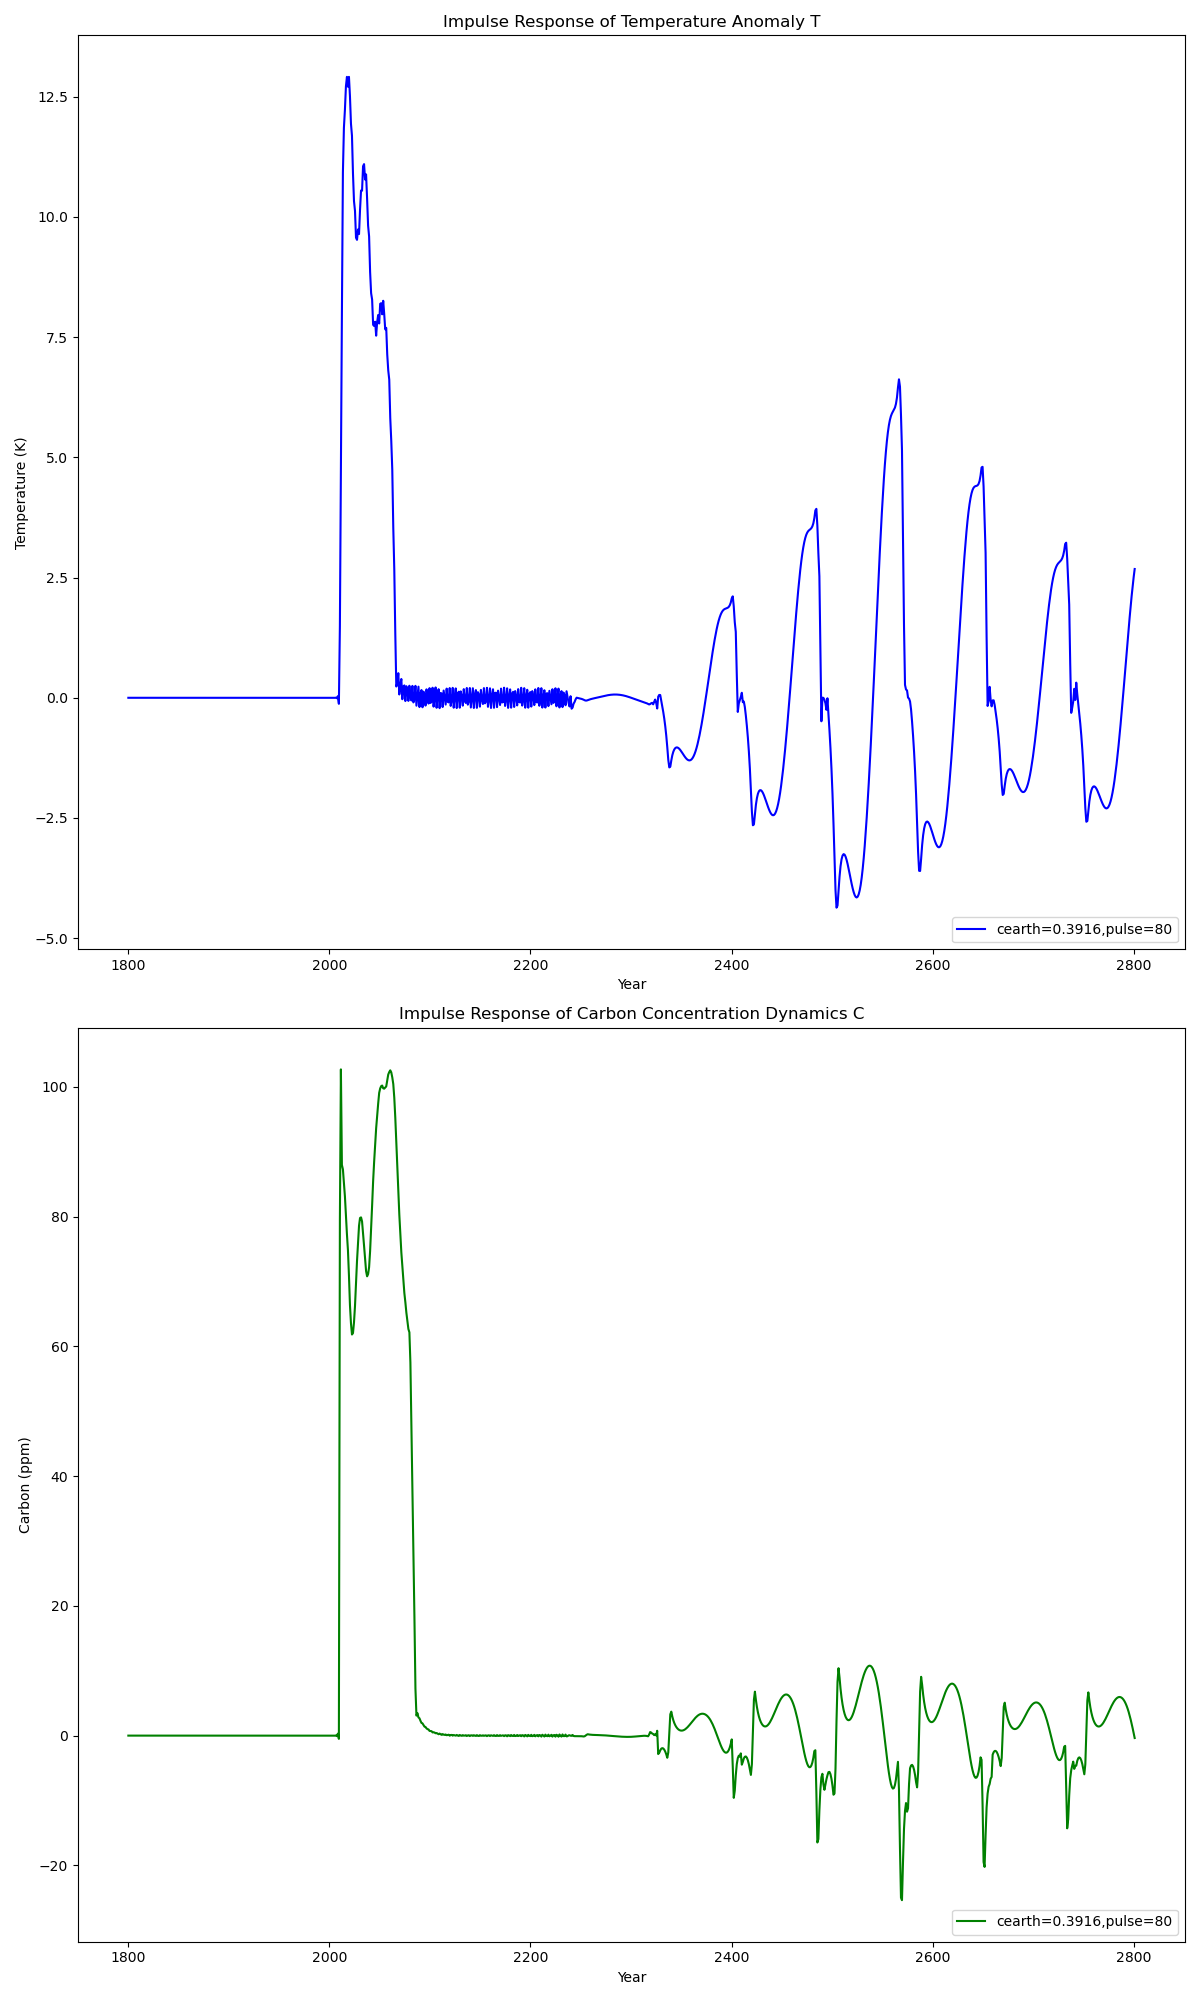 Impulse Response of Temperature Anomaly T
12.5
10.0
7.5
5.0
2.5
0.0
−2.5
−5.0
Temperature (K)
cearth=0.3916,pulse=80
1800 2000 2200 2400 2600 2800
Year
Impulse Response of Carbon Concentration Dynamics C
100
80
60
40
20
0
−20
Carbon (ppm)
cearth=0.3916,pulse=80
1800 2000 2200 2400 2600 2800
Year